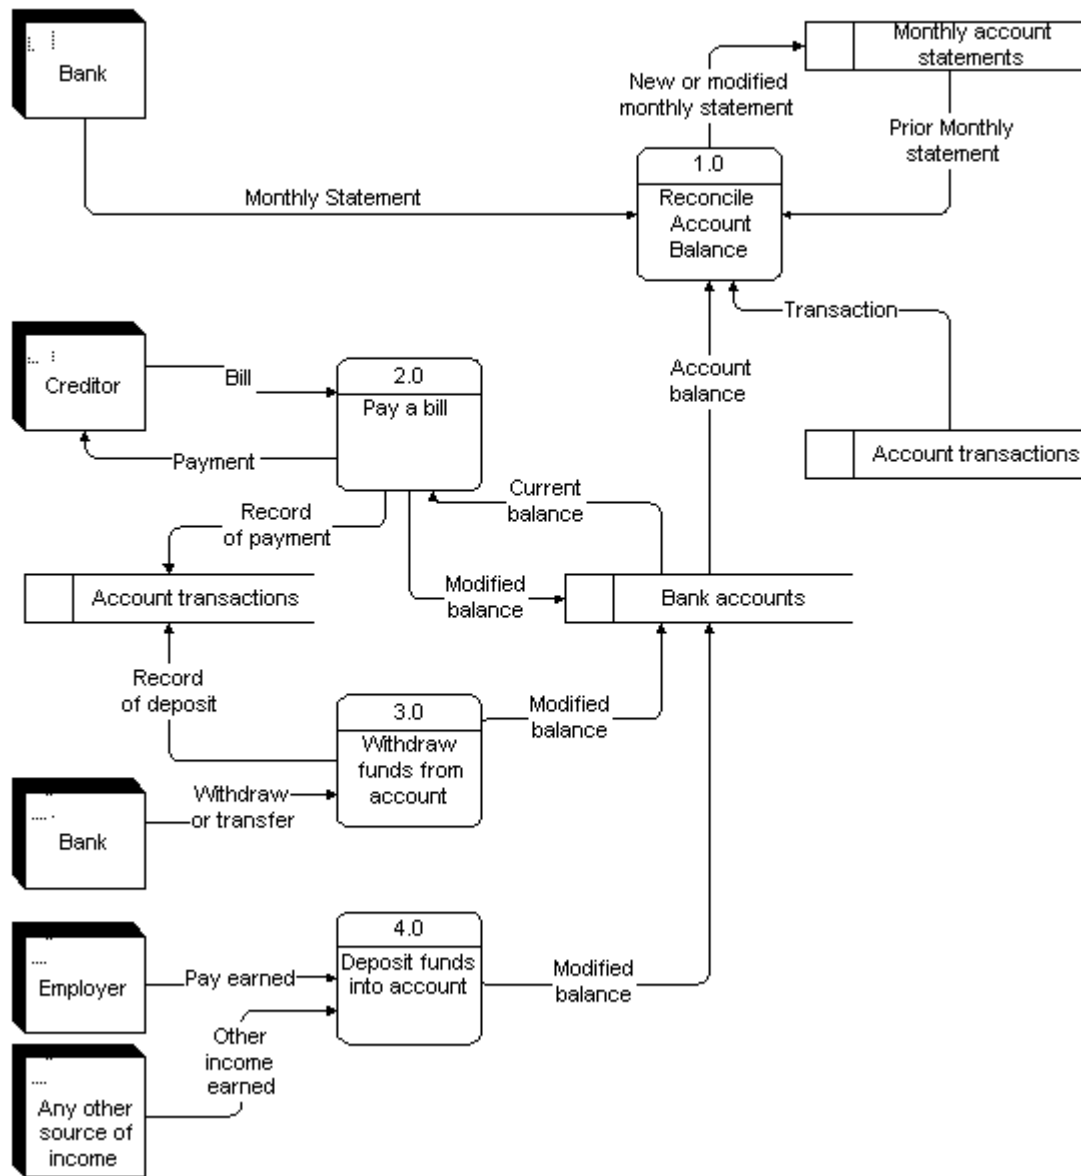 Bank
Monthly account
statements
New or modified
monthly statement
Prior Monthly
statement
1.0
Reconcile
Account
Balance
Monthly Statement
Transaction
Creditor
Bill
2.0
Pay a bill
Account
balance
Payment
Account transactions
Current
balance
Record
of payment
Account transactions
Modified
balance
Bank accounts
Record
of deposit
3.0
Withdraw
funds from
account
Modified
balance
Bank
Withdraw
or transfer
4.0
Deposit funds
into account
Employer
Pay earned
Modified
balance
Other
income
earned
Any other
source of
income